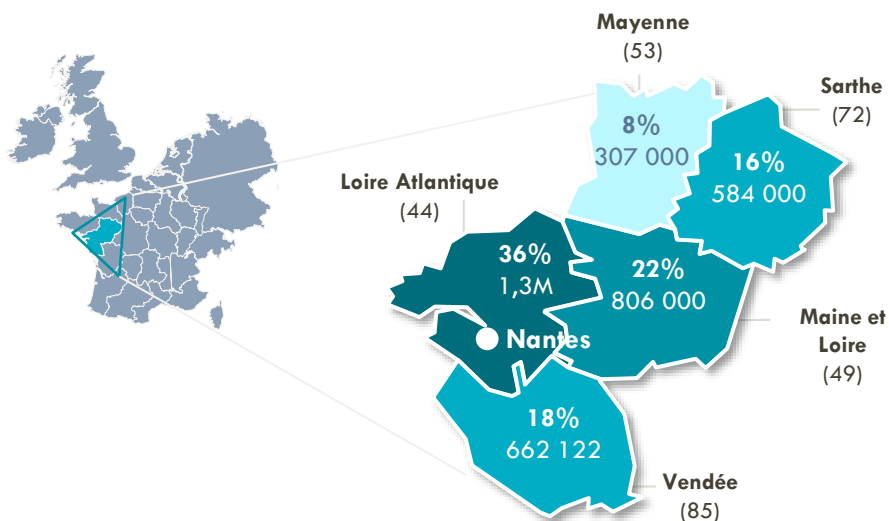 Mayenne
(53)
Sarthe
(72)
8%
307 000
16%
584 000
Loire Atlantique
(44)
36%
1,3M
22%
806 000
Nantes
Maine et
Loire
(49)
18%
662 122
Vendée
(85)